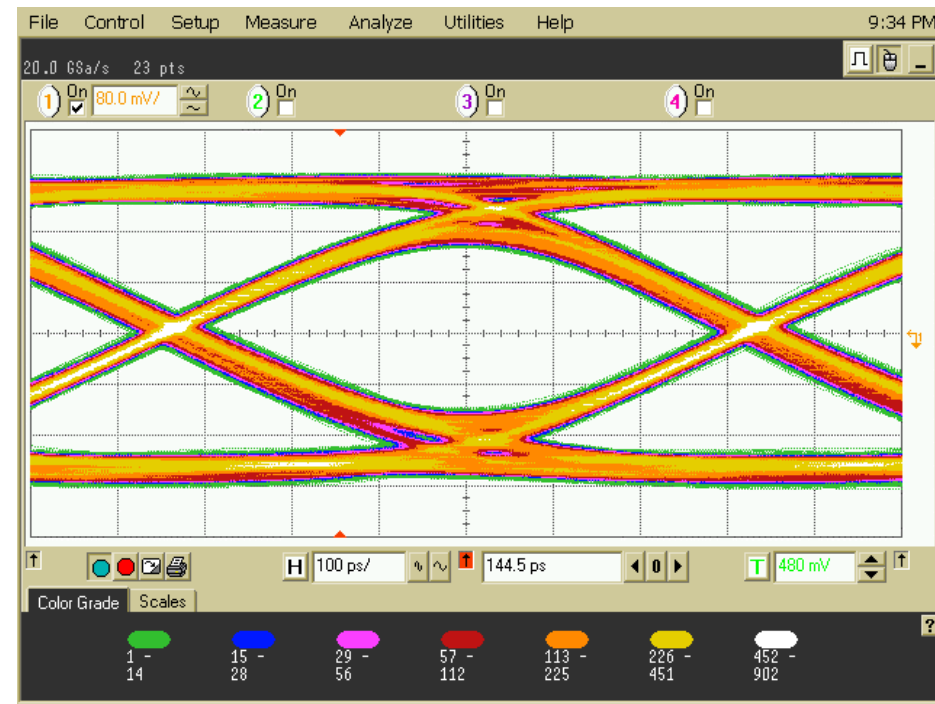 File Control Setup Measure Analyze Utilities Help 9:34 PM
20.0 GSa/s 23 pts
1 On 80.0 mV/ 2 On 3 On 4 On
H 100 ps/ 144.5 ps 0 T 480 mV
Color Grade Scales
?
1 - 15 - 29 - 57 - 113 - 226 - 452 -
14 28 56 112 225 451 902